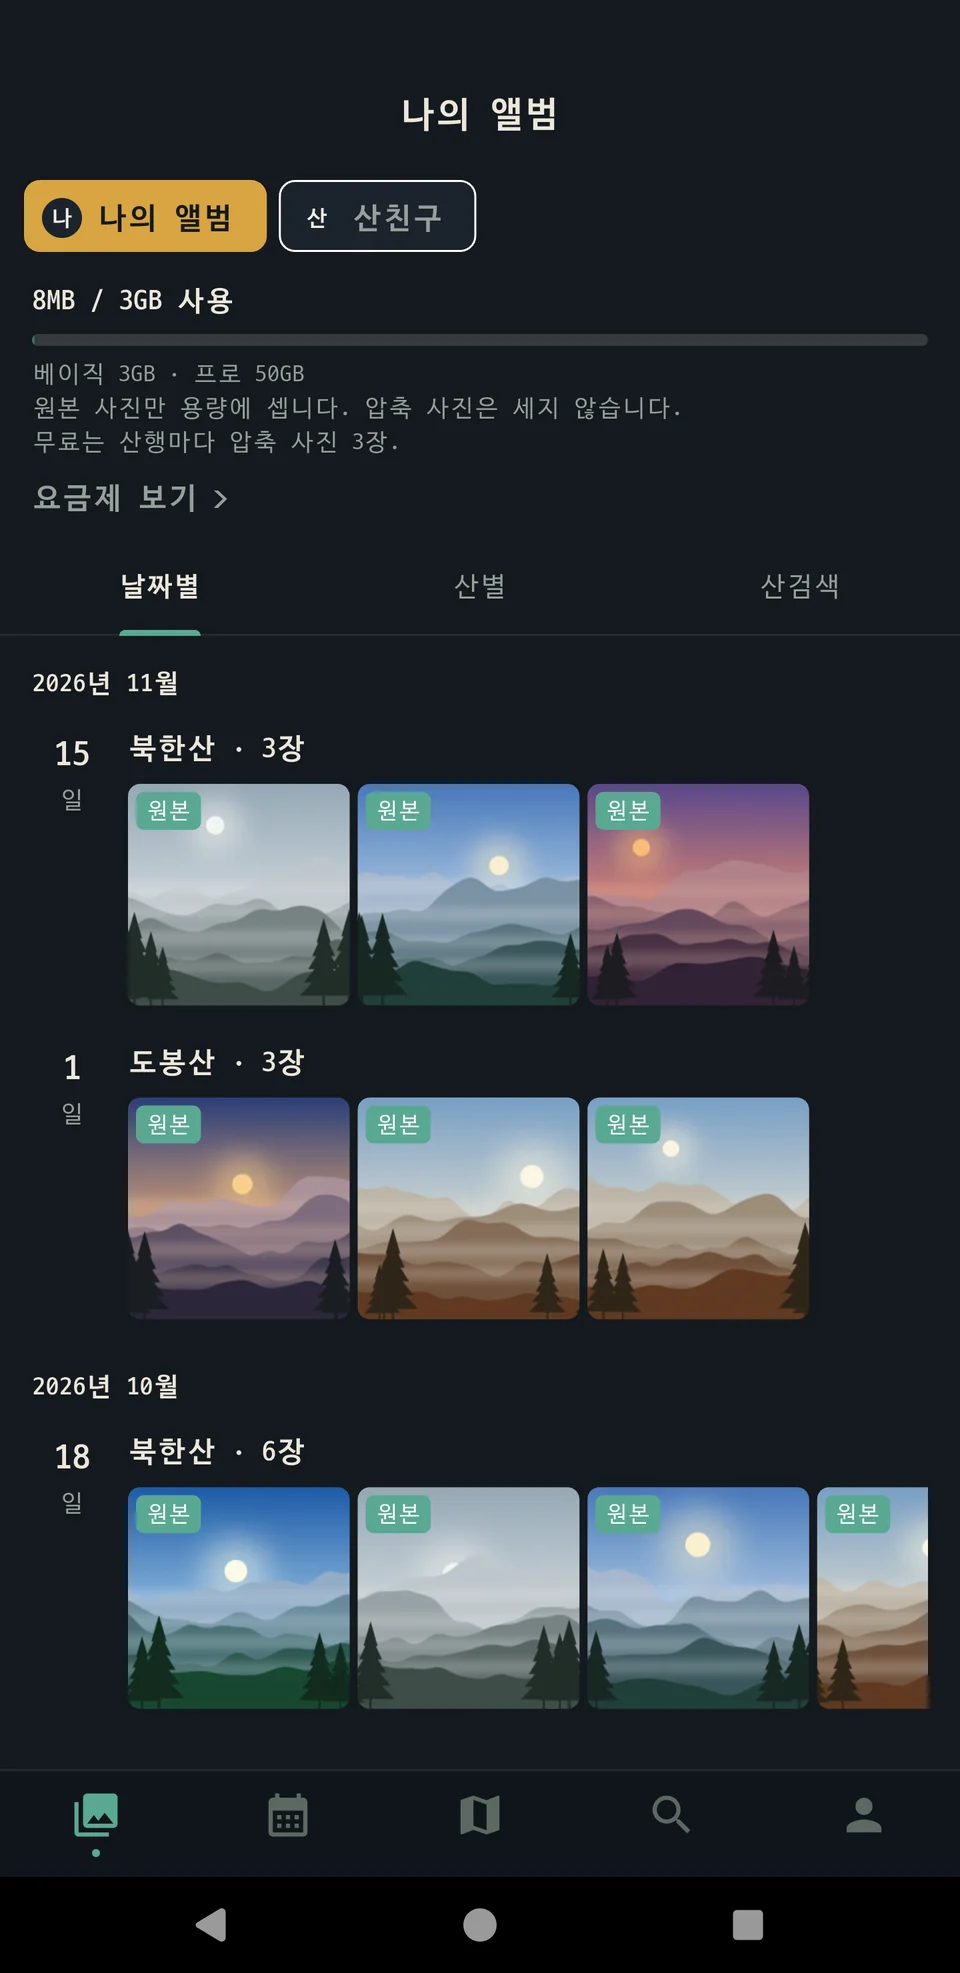 나의 앨범
나 나의 앨범
산 산친구
8MB / 3GB 사용
베이직 3GB · 프로 50GB
원본 사진만 용량에 셉니다. 압축 사진은 세지 않습니다.
무료는 산행마다 압축 사진 3장.
요금제 보기 >
날짜별 산별 산검색
2026년 11월
15 북한산 · 3장
일
원본 원본 원본
1 도봉산 · 3장
일
원본 원본 원본
2026년 10월
18 북한산 · 6장
일
원본 원본 원본 원본